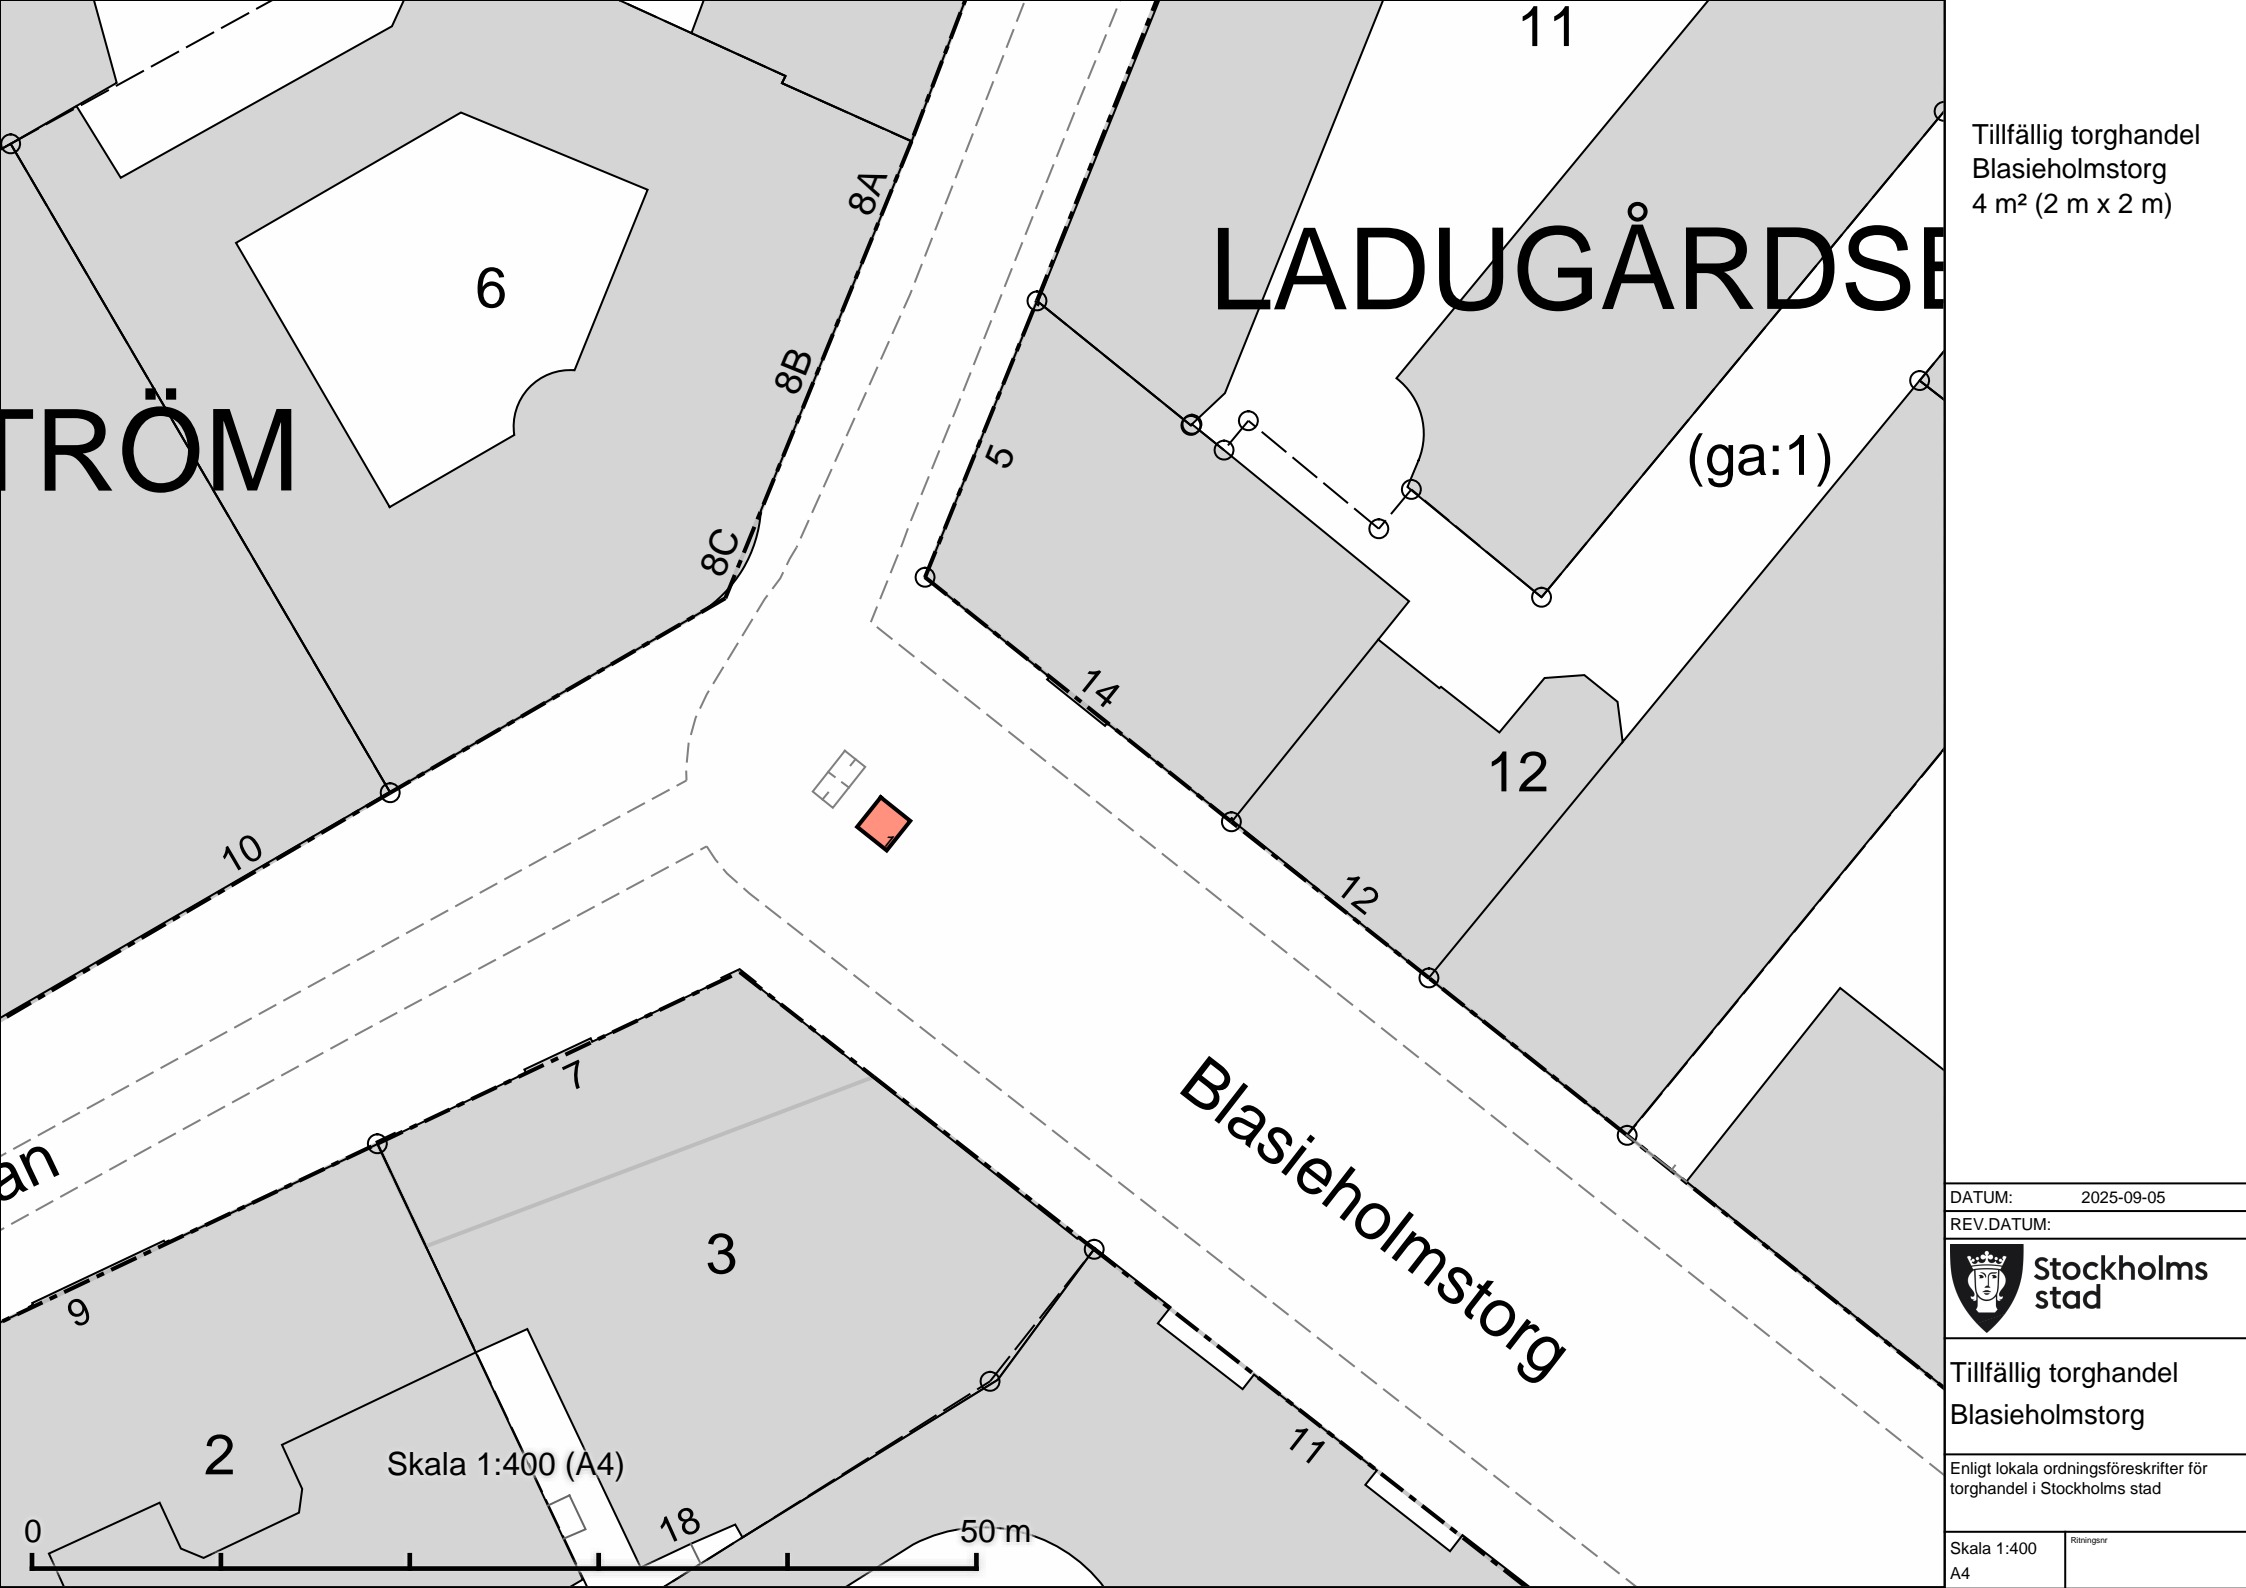 11
Tillfällig torghandel
Blasieholmstorg
4 m² (2 m x 2 m)
8A
LADUGÅRDSE
6
8B
TRÖM
5
(ga:1)
8C
14
12
1
10
12
7
Blasieholmstorg
an
3
9
11
2
Skala 1:400 (A4)
18
0
50 m
DATUM: 2025-09-05
REV.DATUM:
Stockholms
stad
Tillfällig torghandel
Blasieholmstorg
Enligt lokala ordningsföreskrifter för
torghandel i Stockholms stad
Skala 1:400
A4
Ritningsnr